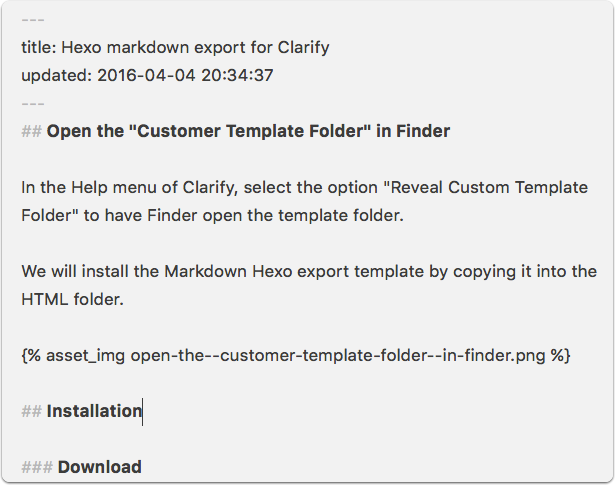 ---
title: Hexo markdown export for Clarify
updated: 2016-04-04 20:34:37
---
## Open the "Customer Template Folder" in Finder
In the Help menu of Clarify, select the option "Reveal Custom Template
Folder" to have Finder open the template folder.
We will install the Markdown Hexo export template by copying it into the
HTML folder.
{% asset_img open-the--customer-template-folder--in-finder.png %}
## Installation
### Download